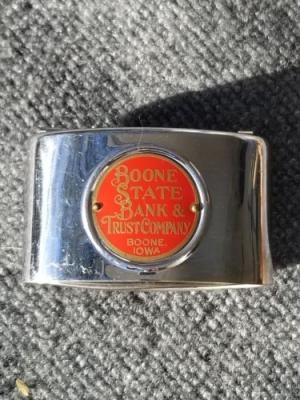 BOONE
STATE
BANK &
TRUST COMPANY
BOONE,
IOWA